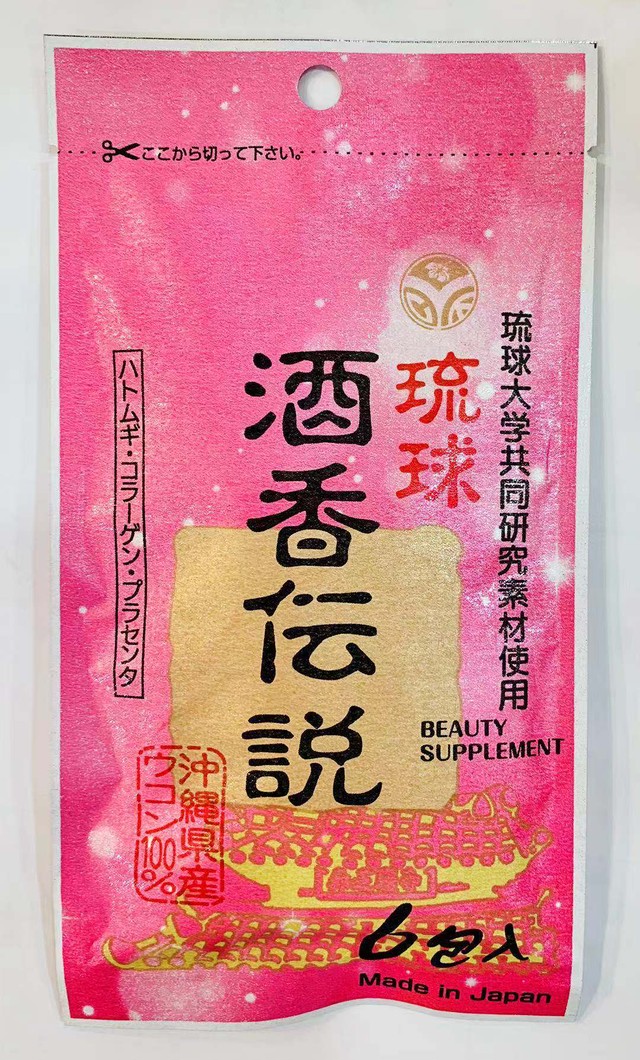 ここから切って下さい。
琉球大学共同研究素材使用
琉球
酒香伝説
ハトムギ・コラーゲン・プラセンタ
BEAUTY
SUPPLEMENT
沖縄県産
ウコン100%
6包入
Made in Japan